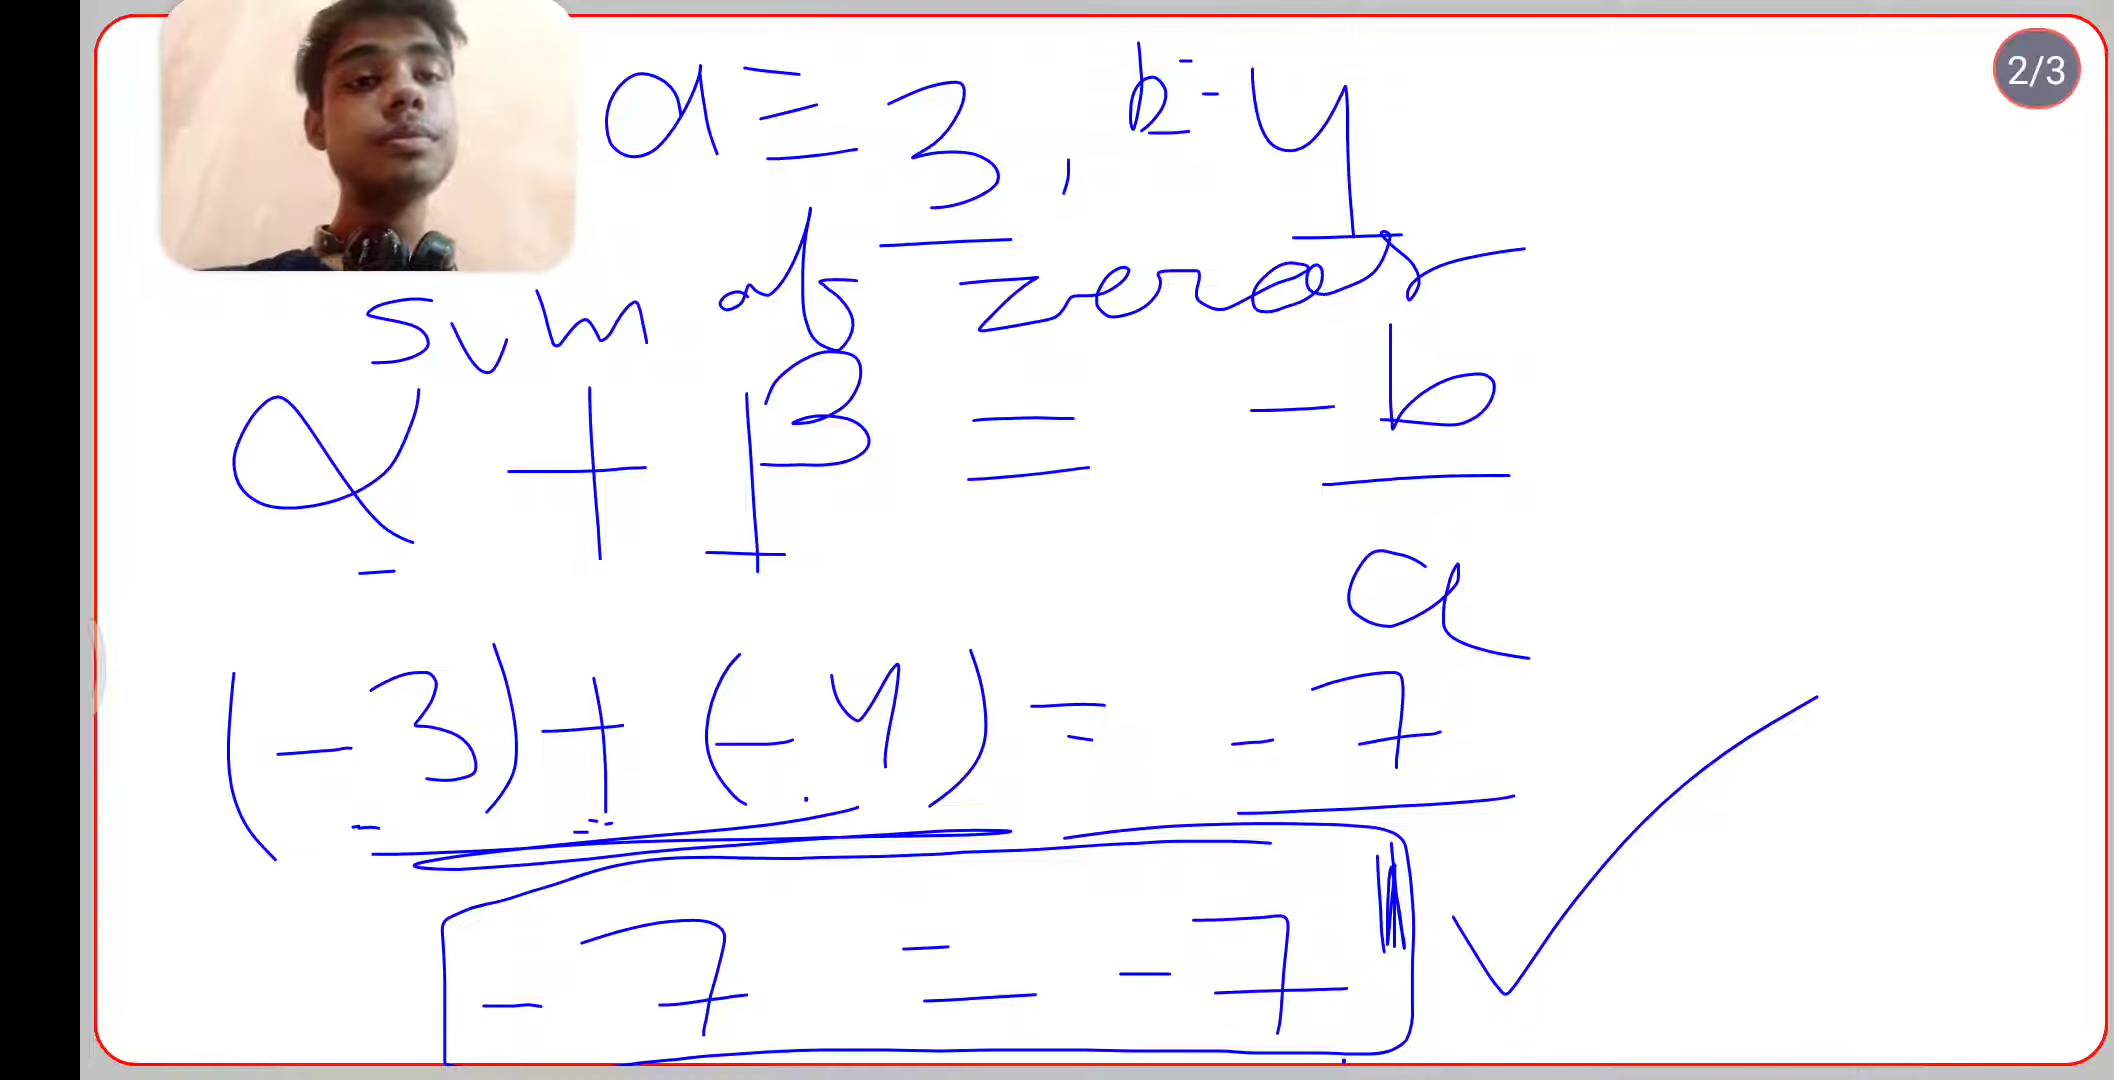 2/3
a = 3, b = 4
sum of zeros
α + β = -b
a
(-3) + (-4) = -7
-7 = -7